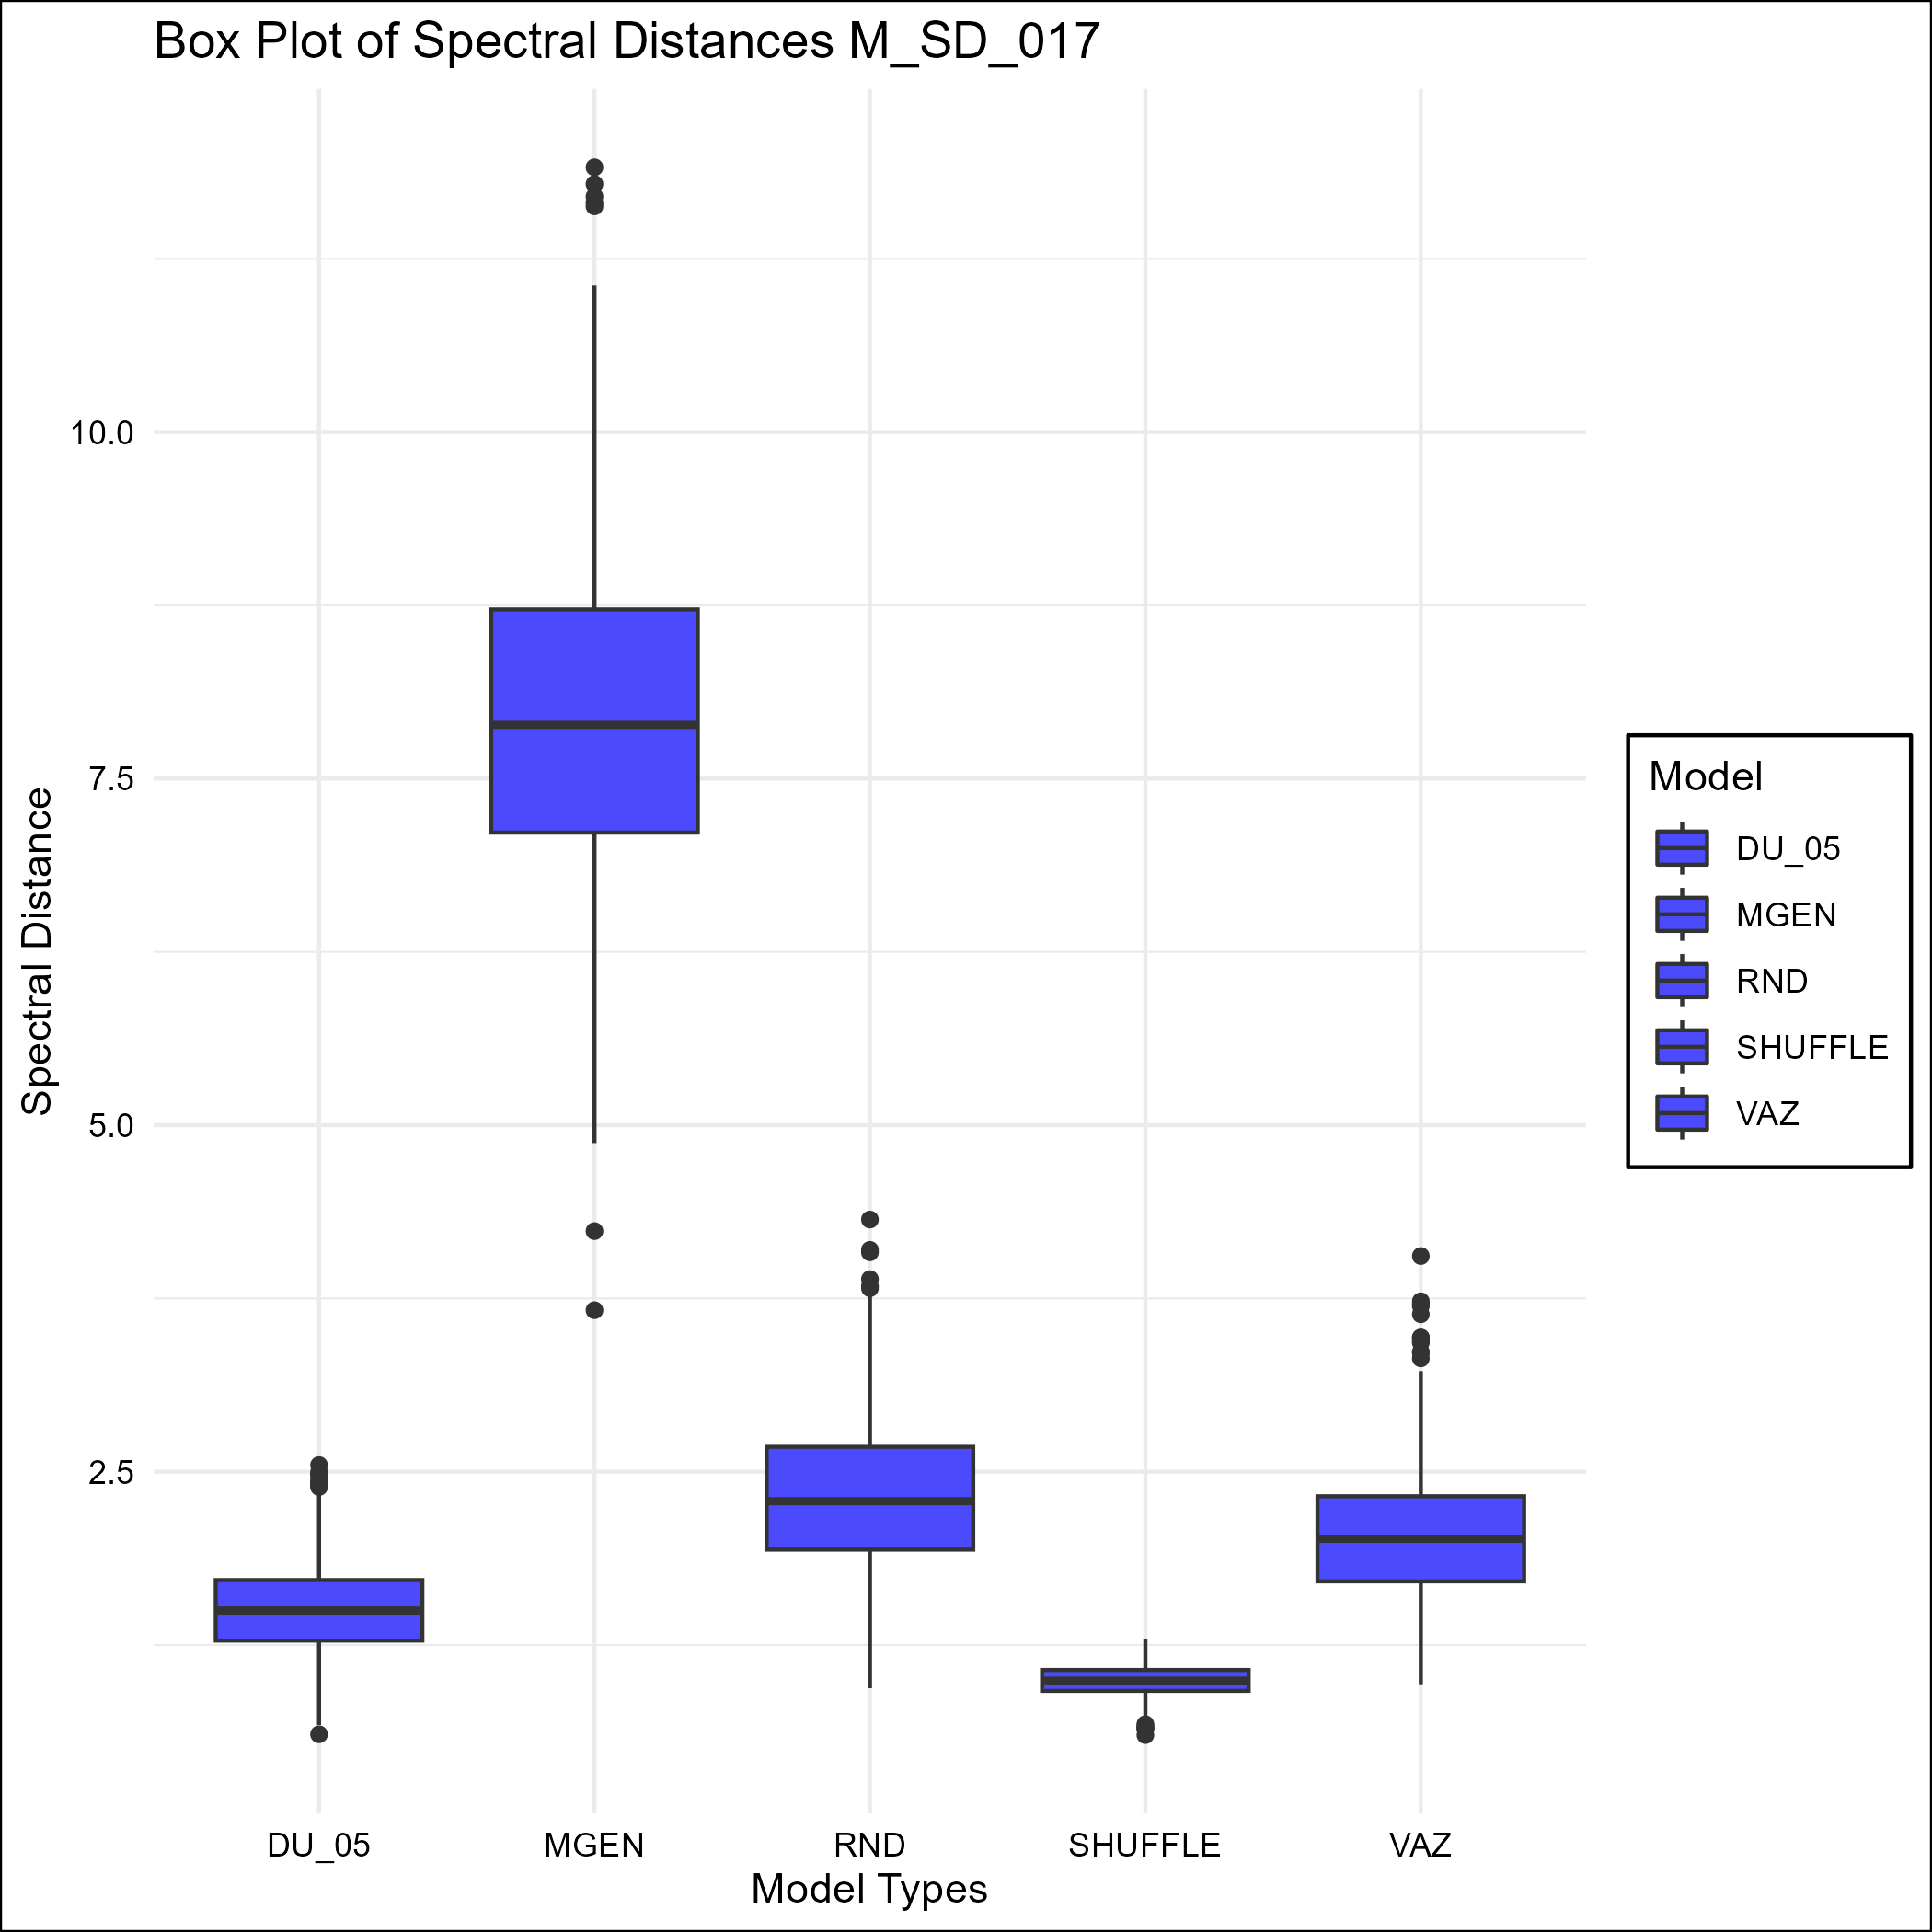 Box Plot of Spectral Distances M_SD_017
Spectral Distance
10.0
7.5
5.0
2.5
DU_05
MGEN
RND
SHUFFLE
VAZ
Model Types
Model
DU_05
MGEN
RND
SHUFFLE
VAZ